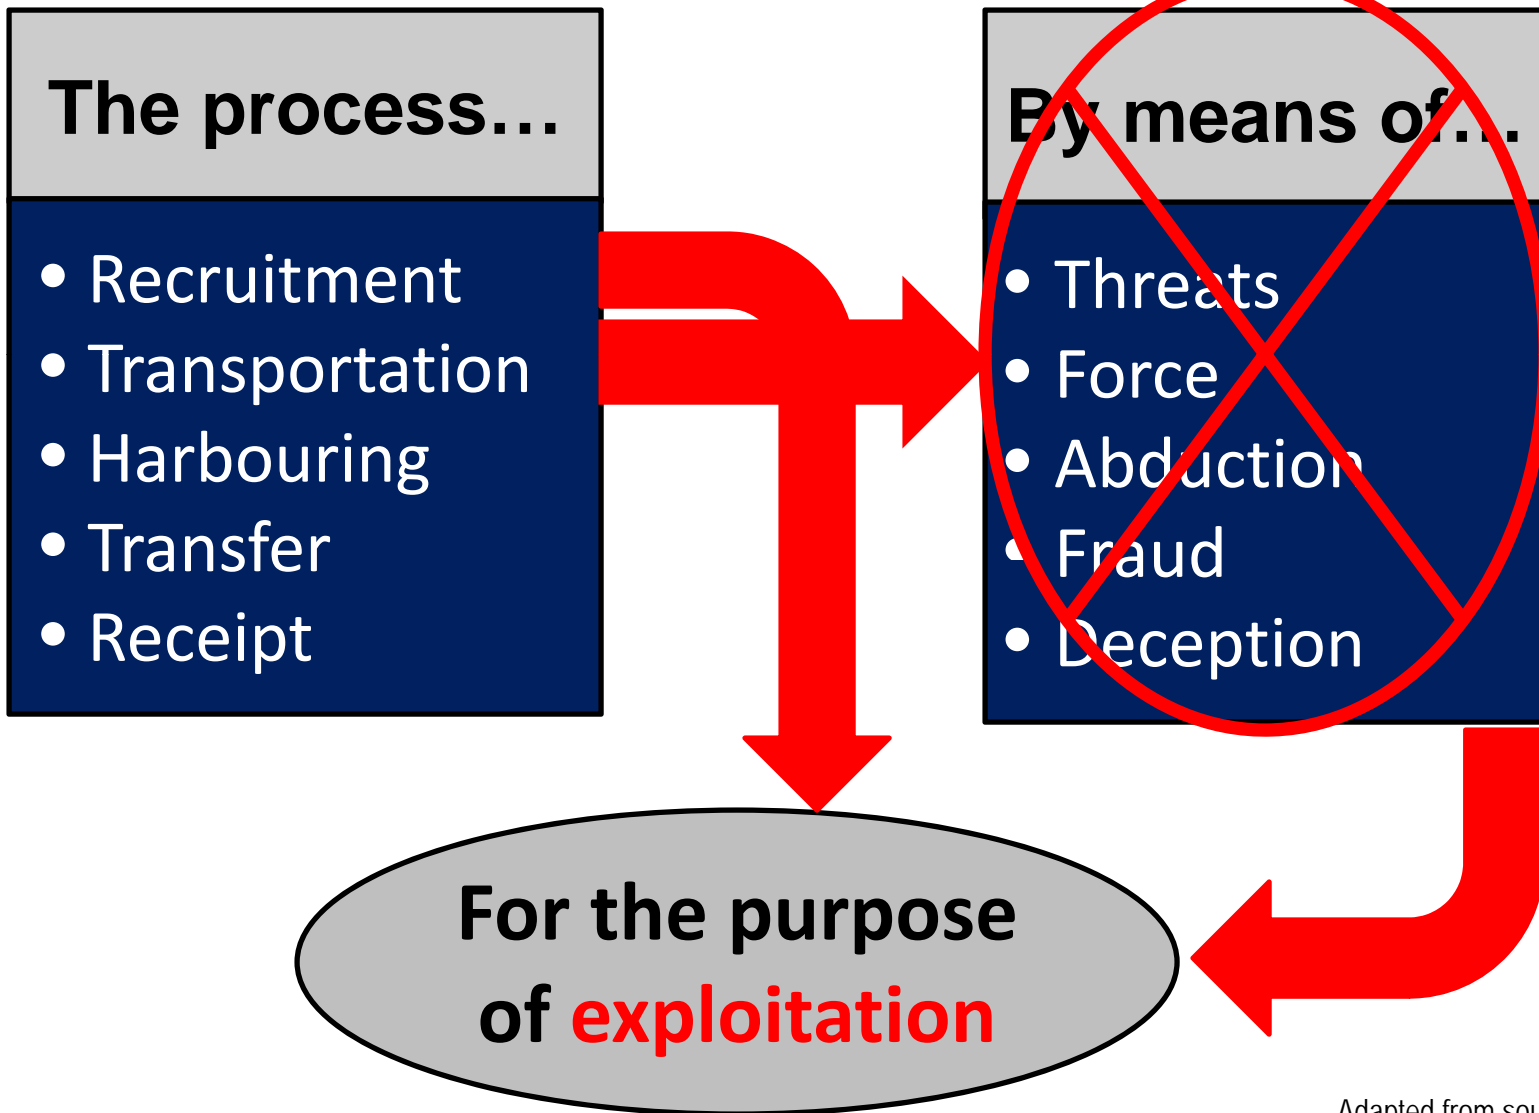 The process…
• Recruitment
• Transportation
• Harbouring
• Transfer
• Receipt
By means of…
• Threats
• Force
• Abduction
• Fraud
• Deception
For the purpose
of exploitation
Adapted from